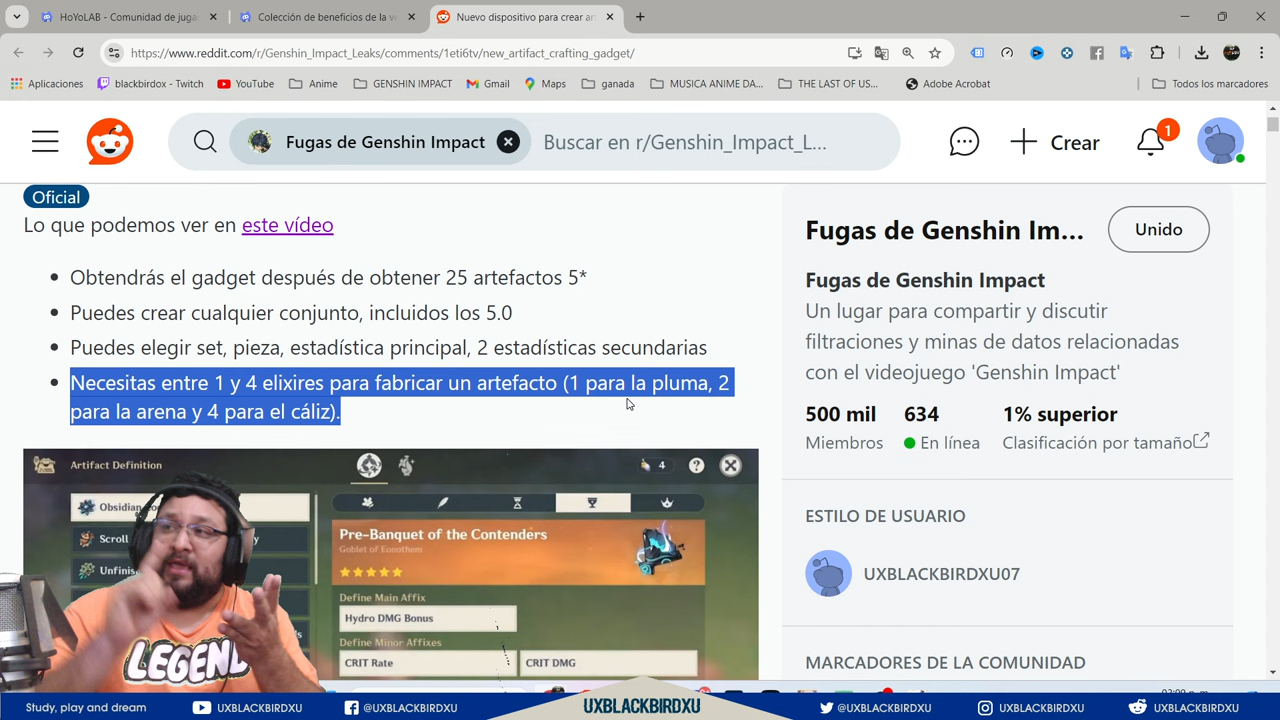 HoYoLAB - Comunidad de juga
Colección de beneficios de la v
Nuevo dispositivo para crear ar
https://www.reddit.com/r/Genshin_Impact_Leaks/comments/1eti6tv/new_artifact_crafting_gadget/
Aplicaciones
blackbirdox - Twitch
YouTube
Anime
GENSHIN IMPACT
Gmail
Maps
ganada
MUSICA ANIME DA...
THE LAST OF US...
Adobe Acrobat
Todos los marcadores
Fugas de Genshin Impact
Buscar en r/Genshin_Impact_L...
Crear
1
Oficial
Lo que podemos ver en este vídeo
Obtendrás el gadget después de obtener 25 artefactos 5*
Puedes crear cualquier conjunto, incluidos los 5.0
Puedes elegir set, pieza, estadística principal, 2 estadísticas secundarias
Necesitas entre 1 y 4 elixires para fabricar un artefacto (1 para la pluma, 2
para la arena y 4 para el cáliz).
Artifact Definition
4
Obsidian
Scroll
Unfinis
Pre-Banquet of the Contenders
Goblet of Eonothem
Define Main Affix
Hydro DMG Bonus
Define Minor Affixes
CRIT Rate
CRIT DMG
LEGEND
Fugas de Genshin Im...
Unido
Fugas de Genshin Impact
Un lugar para compartir y discutir
filtraciones y minas de datos relacionadas
con el videojuego 'Genshin Impact'
500 mil
634
1% superior
Miembros
En línea
Clasificación por tamaño
ESTILO DE USUARIO
UXBLACKBIRDXU07
MARCADORES DE LA COMUNIDAD
Study, play and dream
UXBLACKBIRDXU
@UXBLACKBIRDXU
UXBLACKBIRDXU
@UXBLACKBIRDXU
UXBLACKBIRDXU
UXBLACKBIRDXU